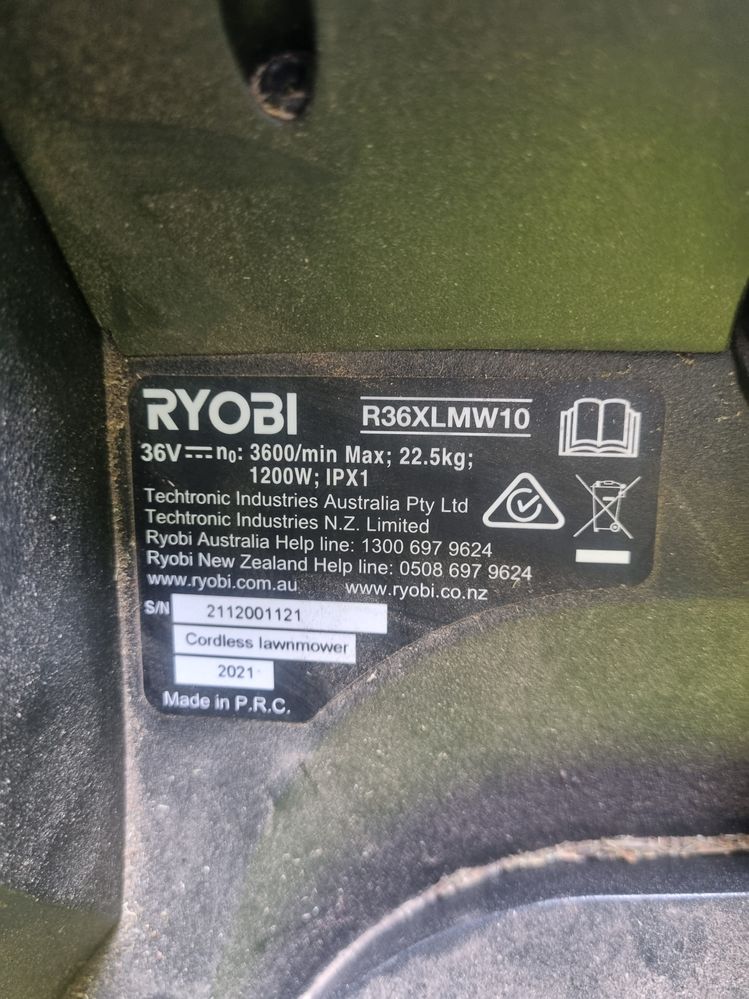 RYOBI R36XLMW10
36V n₀: 3600/min Max; 22.5kg;
1200W; IPX1
Techtronic Industries Australia Pty Ltd
Techtronic Industries N.Z. Limited
Ryobi Australia Help line: 1300 697 9624
Ryobi New Zealand Help line: 0508 697 9624
www.ryobi.com.au www.ryobi.co.nz
S/N 2112001121
Cordless lawnmower
2021
Made in P.R.C.